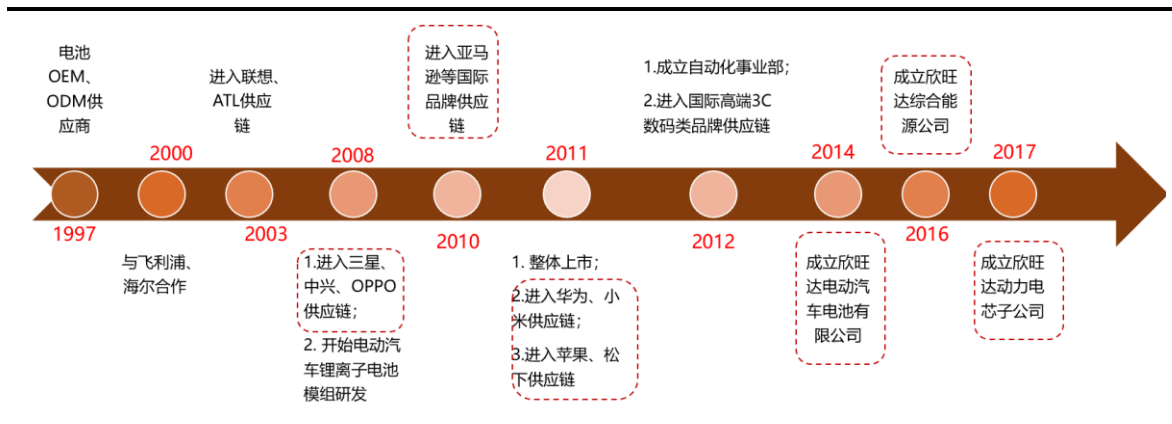 电池
OEM、
ODM供
应商
进入联想、
ATL供应
链
进入亚马
逊等国际
品牌供应
链
1.成立自动化事业部；
2.进入国际高端3C
数码类品牌供应链
成立欣旺
达综合能
源公司
2000
2008
2011
2014
2017
1997
2003
2010
2012
2016
与飞利浦、
海尔合作
1.进入三星、
中兴、OPPO
供应链；
2. 开始电动汽
车锂离子电池
模组研发
1. 整体上市；
2.进入华为、小
米供应链；
3.进入苹果、松
下供应链
成立欣旺
达电动汽
车电池有
限公司
成立欣旺
达动力电
芯子公司